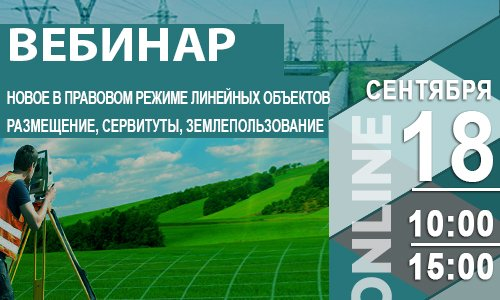 ВЕБИНАР
НОВОЕ В ПРАВОВОМ РЕЖИМЕ ЛИНЕЙНЫХ ОБЪЕКТОВ
РАЗМЕЩЕНИЕ, СЕРВИТУТЫ, ЗЕМЛЕПОЛЬЗОВАНИЕ
ONLINE
СЕНТЯБРЯ
18
10:00
15:00